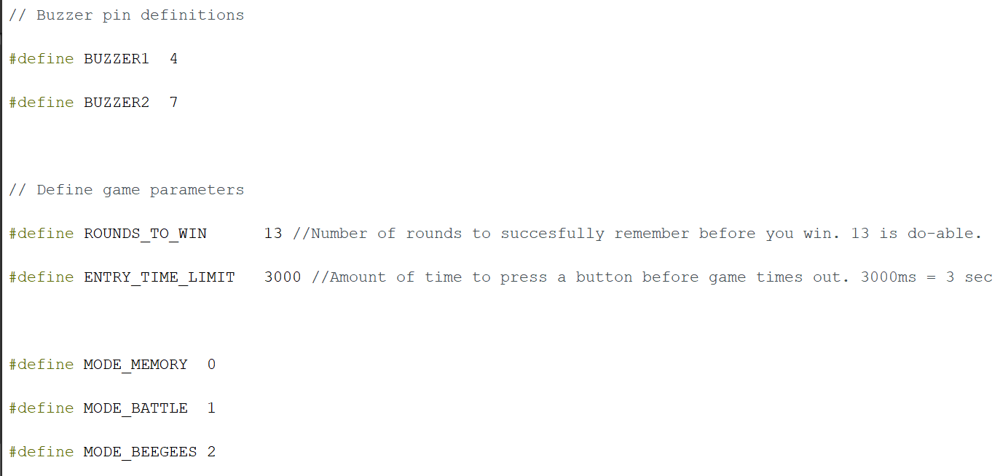 // Buzzer pin definitions
#define BUZZER1  4
#define BUZZER2  7
// Define game parameters
#define ROUNDS_TO_WIN      13 //Number of rounds to succesfully remember before you win. 13 is do-able.
#define ENTRY_TIME_LIMIT   3000 //Amount of time to press a button before game times out. 3000ms = 3 sec
#define MODE_MEMORY  0
#define MODE_BATTLE  1
#define MODE_BEEGEES 2